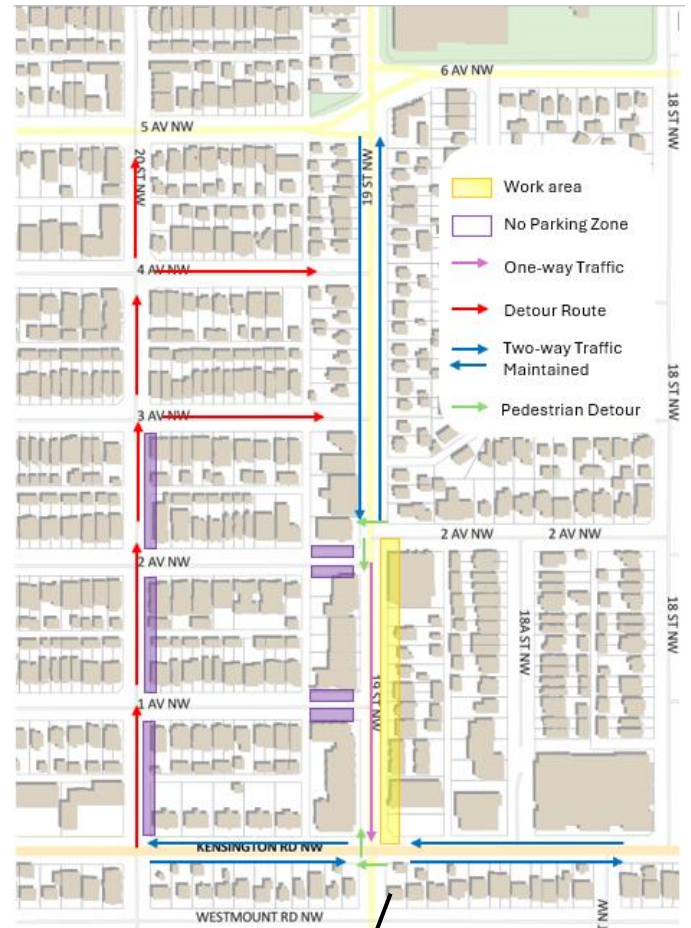 6 AV NW
5 AV NW
18 ST NW
20 ST NW
19 ST NW
Work area
No Parking Zone
One-way Traffic
4 AV NW
Detour Route
Two-way Traffic
Maintained
18 ST NW
3 AV NW
Pedestrian Detour
2 AV NW
2 AV NW
2 AV NW
18A ST NW
18 ST NW
19 ST NW
1 AV NW
KENSINGTON RD NW
WESTMOUNT RD NW